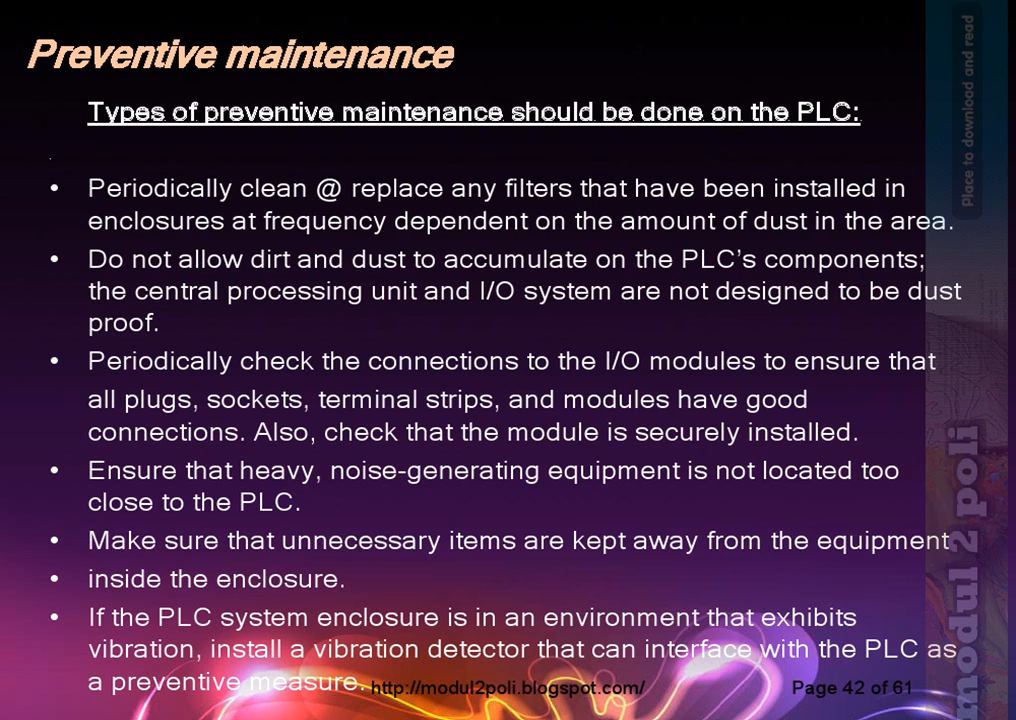 Preventive maintenance
Types of preventive maintenance should be done on the PLC:
• Periodically clean @ replace any filters that have been installed in
enclosures at frequency dependent on the amount of dust in the area.
• Do not allow dirt and dust to accumulate on the PLC's components;
the central processing unit and I/O system are not designed to be dust
proof.
• Periodically check the connections to the I/O modules to ensure that
all plugs, sockets, terminal strips, and modules have good
connections. Also, check that the module is securely installed.
• Ensure that heavy, noise-generating equipment is not located too
close to the PLC.
• Make sure that unnecessary items are kept away from the equipment
• inside the enclosure.
• If the PLC system enclosure is in an environment that exhibits
vibration, install a vibration detector that can interface with the PLC as
a preventive measure.
http://modul2poli.blogspot.com/
Page 42 of 61
Place to download and read
modul 2 poli